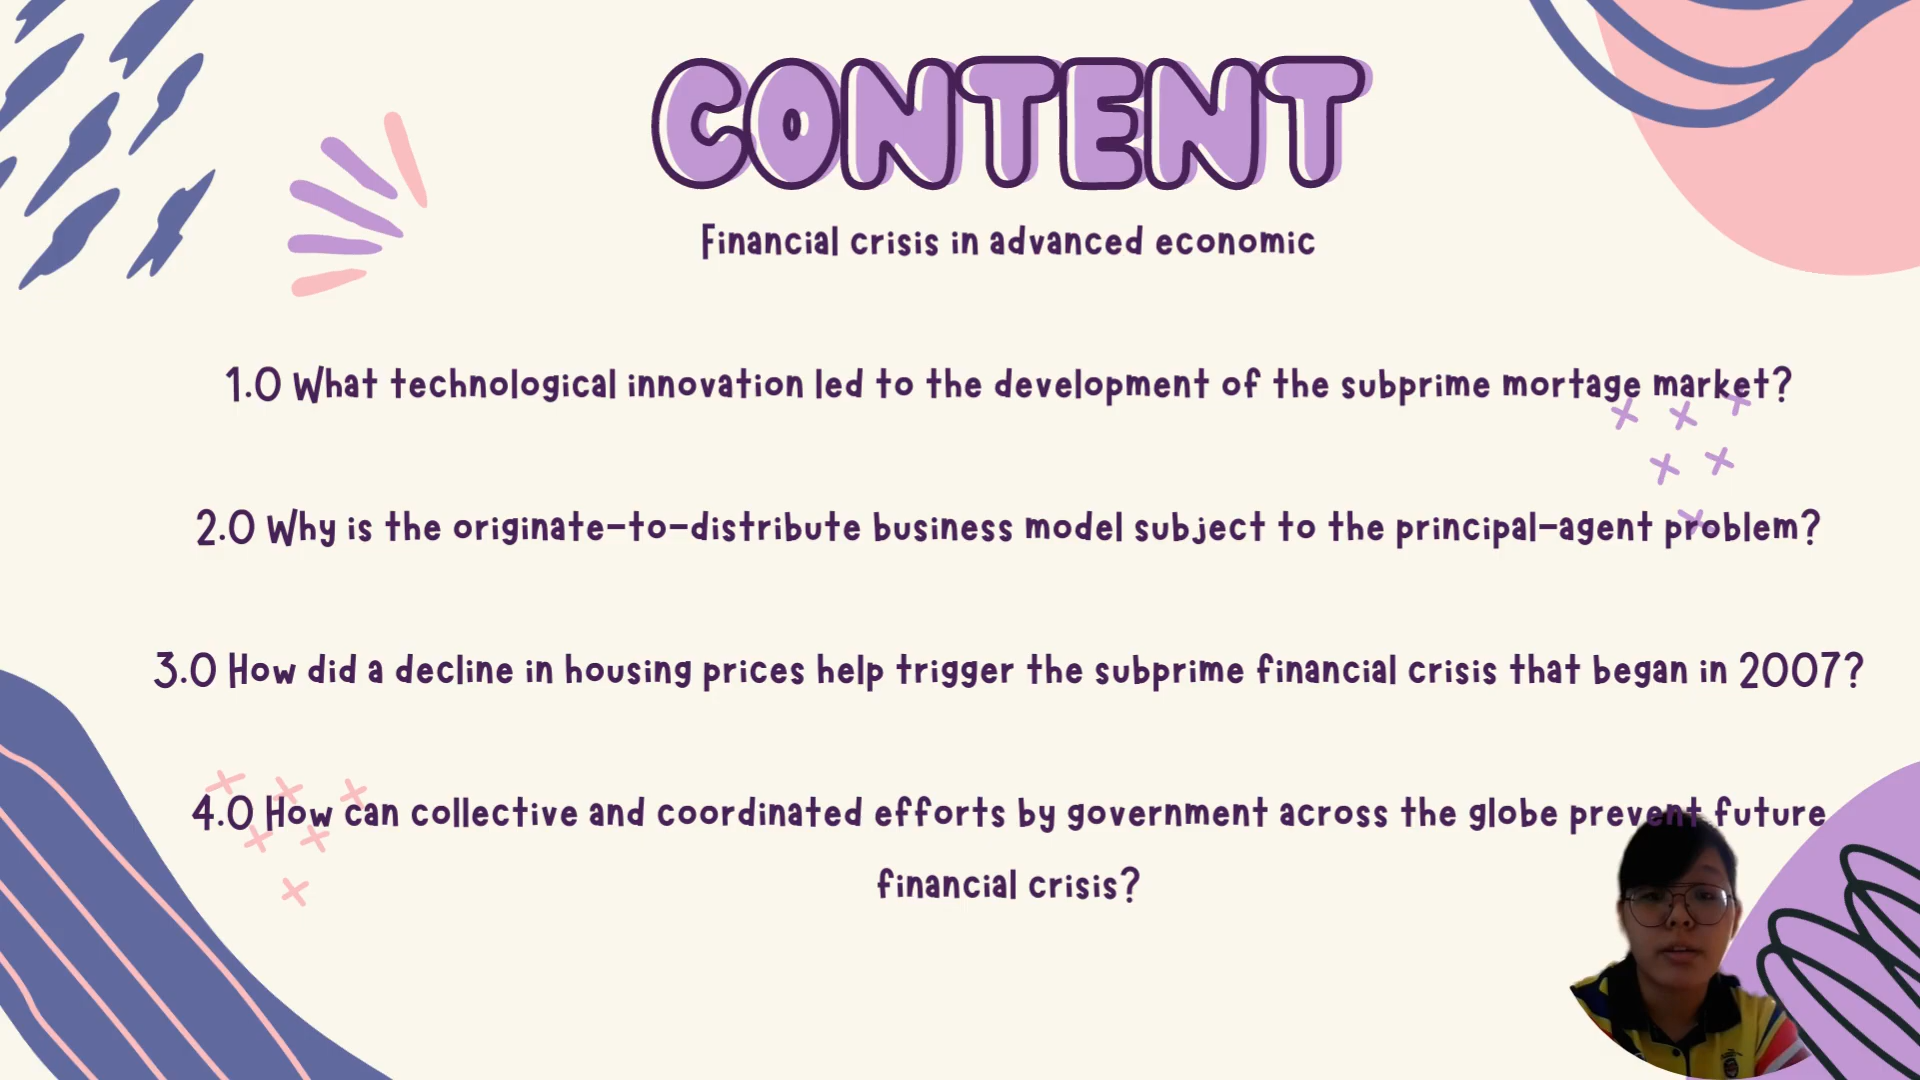 CONTENT
Financial crisis in advanced economic
1.0 What technological innovation led to the development of the subprime mortage market?
2.0 Why is the originate-to-distribute business model subject to the principal-agent problem?
3.0 How did a decline in housing prices help trigger the subprime financial crisis that began in 2007?
4.0 How can collective and coordinated efforts by government across the globe prevent future
financial crisis?